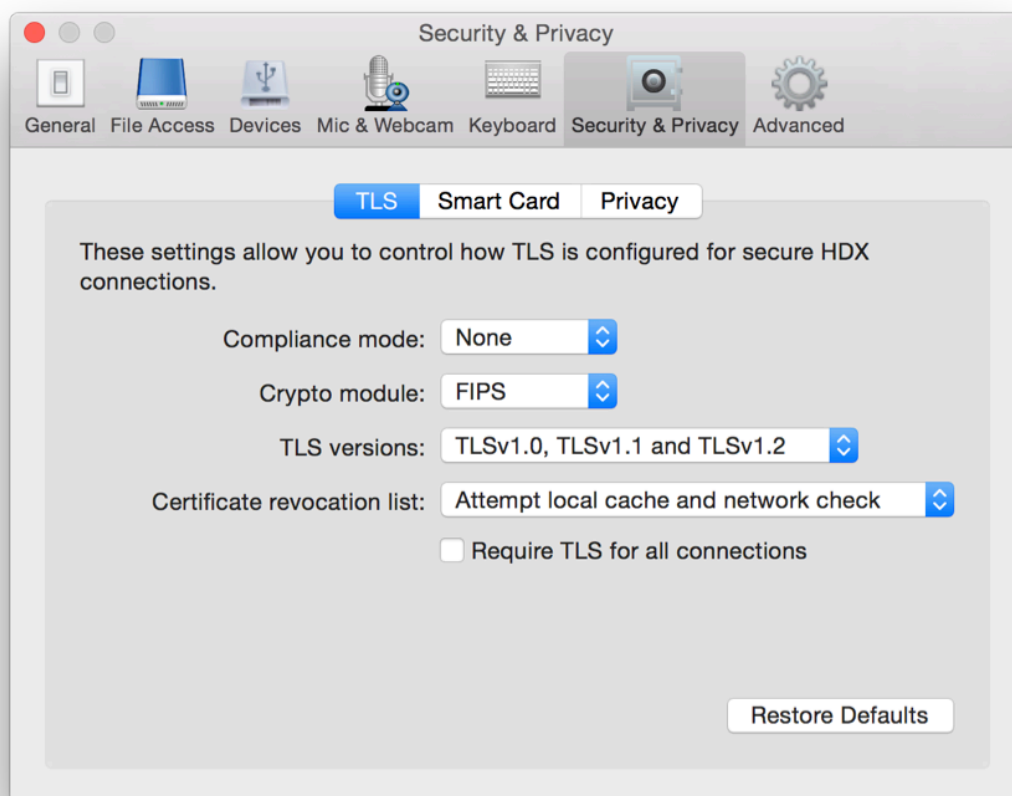 Security & Privacy
General File Access Devices Mic & Webcam Keyboard Security & Privacy Advanced
TLS Smart Card Privacy
These settings allow you to control how TLS is configured for secure HDX
connections.
Compliance mode: None
Crypto module: FIPS
TLS versions: TLSv1.0, TLSv1.1 and TLSv1.2
Certificate revocation list: Attempt local cache and network check
Require TLS for all connections
Restore Defaults